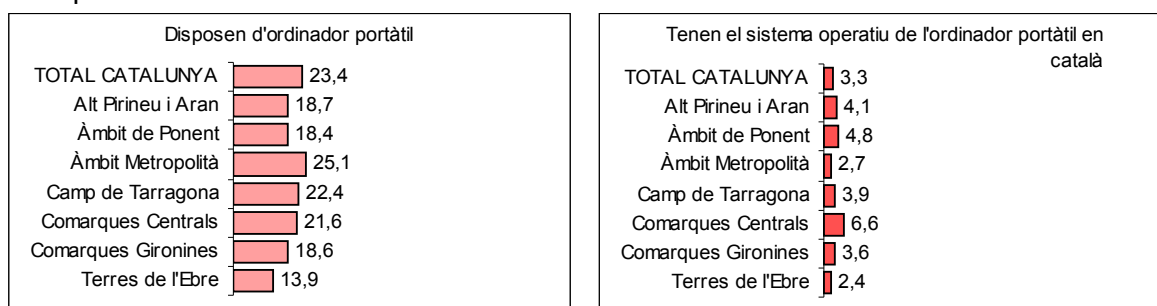 Disposen d'ordinador portàtil
TOTAL CATALUNYA 23,4
Alt Pirineu i Aran 18,7
Àmbit de Ponent 18,4
Àmbit Metropolità 25,1
Camp de Tarragona 22,4
Comarques Centrals 21,6
Comarques Gironines 18,6
Terres de l'Ebre 13,9
Tenen el sistema operatiu de l'ordinador portàtil en
català
TOTAL CATALUNYA 3,3
Alt Pirineu i Aran 4,1
Àmbit de Ponent 4,8
Àmbit Metropolità 2,7
Camp de Tarragona 3,9
Comarques Centrals 6,6
Comarques Gironines 3,6
Terres de l'Ebre 2,4